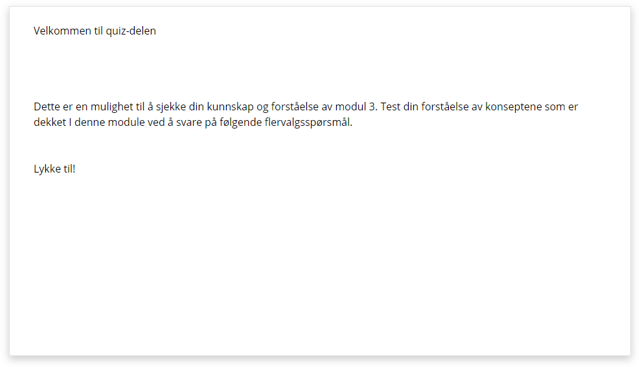 Velkommen til quiz-delen
Dette er en mulighet til å sjekke din kunnskap og forståelse av modul 3. Test din forståelse av konseptene som er
dekket I denne module ved å svare på følgende flervalgsspørsmål.
Lykke til!